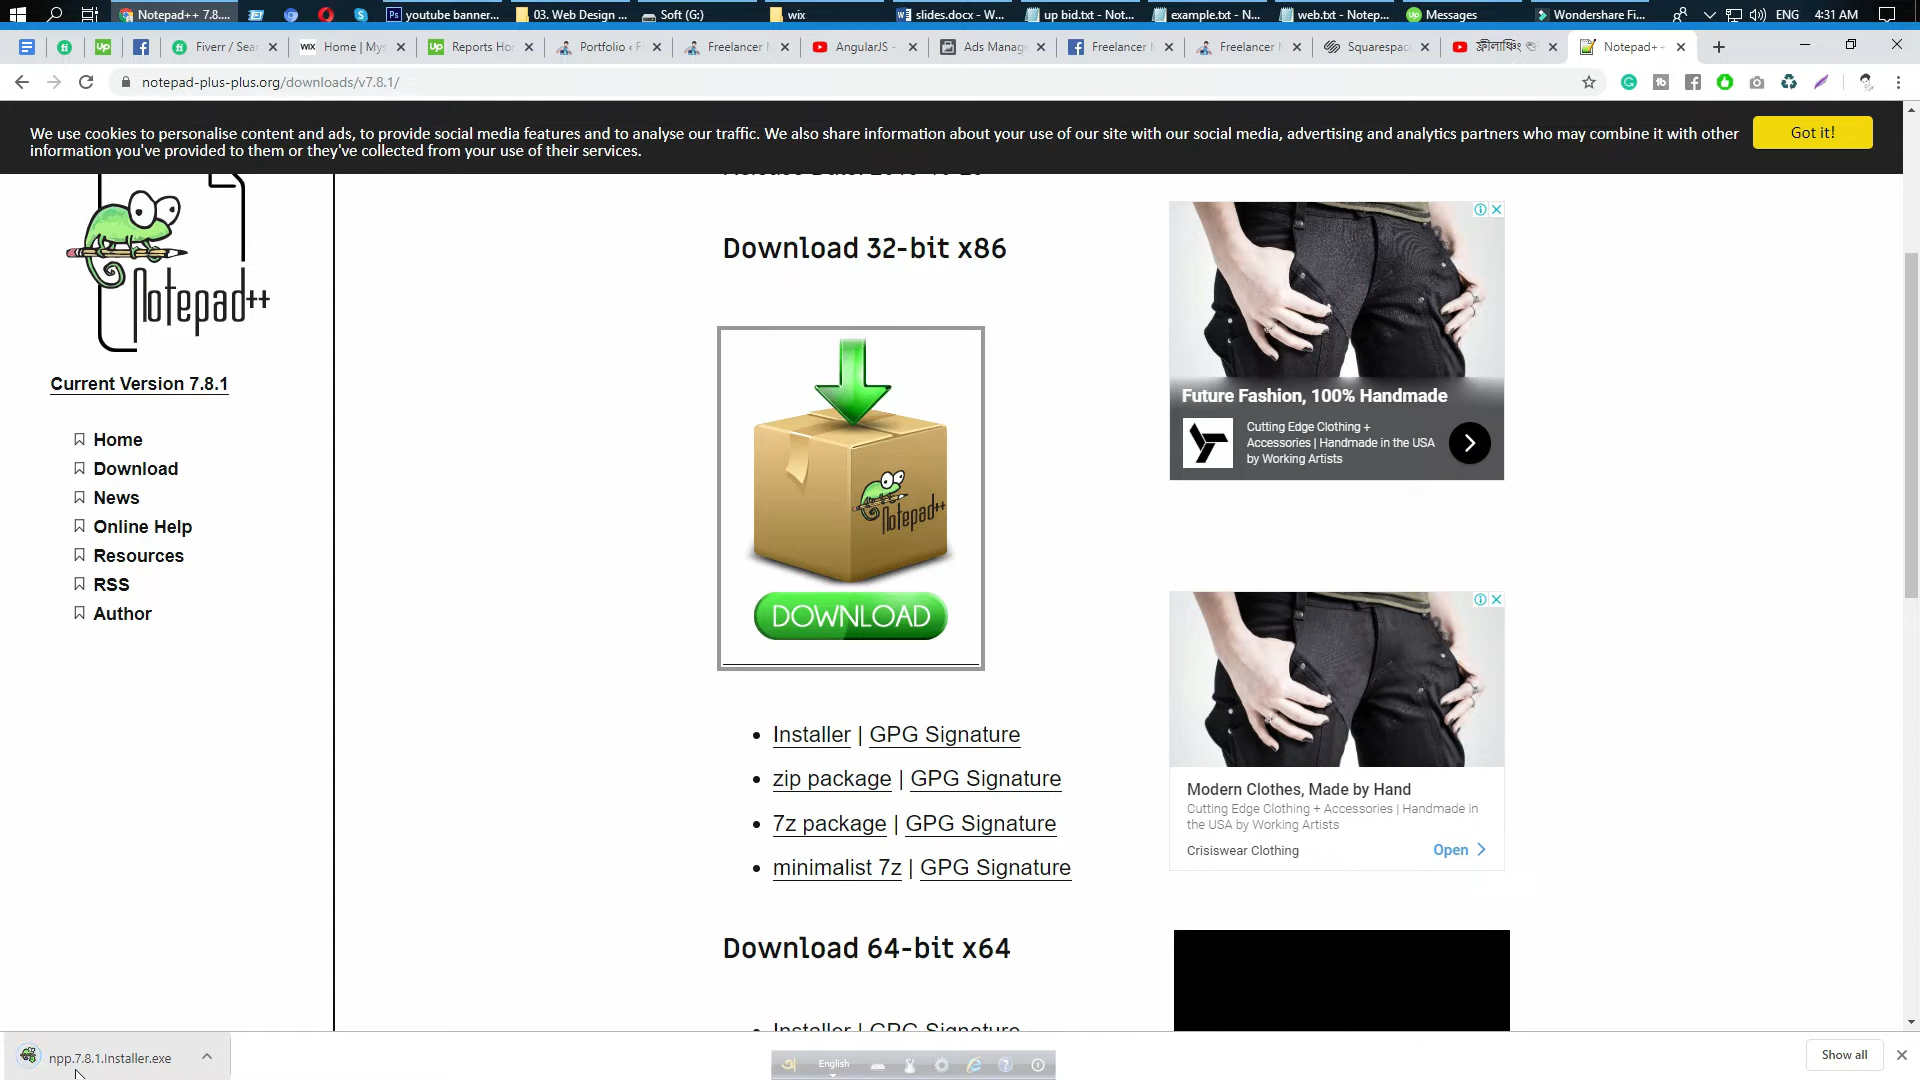 Notepad++ 7.8....
youtube banner...
03. Web Design ...
Soft (G:)
wix
slides.docx - W...
up bid.txt - Not...
example.txt - N...
web.txt - Notep...
Messages
Wondershare Fi...
ENG
4:31 AM
Fiverr / Sear
Home | Mys
Reports Hor
Portfolio ‹ F
Freelancer
AngularJS -
Ads Manag
Freelancer
Freelancer
Squarespac
ফ্রীলান্সিং
Notepad+-
notepad-plus-plus.org/downloads/v7.8.1/
We use cookies to personalise content and ads, to provide social media features and to analyse our traffic. We also share information about your use of our site with our social media, advertising and analytics partners who may combine it with other
information you've provided to them or they've collected from your use of their services.
Got it!
Notepad++
Current Version 7.8.1
Home
Download
News
Online Help
Resources
RSS
Author
Download 32-bit x86
Notepad++
DOWNLOAD
Installer | GPG Signature
zip package | GPG Signature
7z package | GPG Signature
minimalist 7z | GPG Signature
Download 64-bit x64
Installer | GPG Signature
Future Fashion, 100% Handmade
Cutting Edge Clothing +
Accessories | Handmade in the USA
by Working Artists
Modern Clothes, Made by Hand
Cutting Edge Clothing + Accessories | Handmade in
the USA by Working Artists
Crisiswear Clothing
Open
npp.7.8.1.Installer.exe
English
Show all